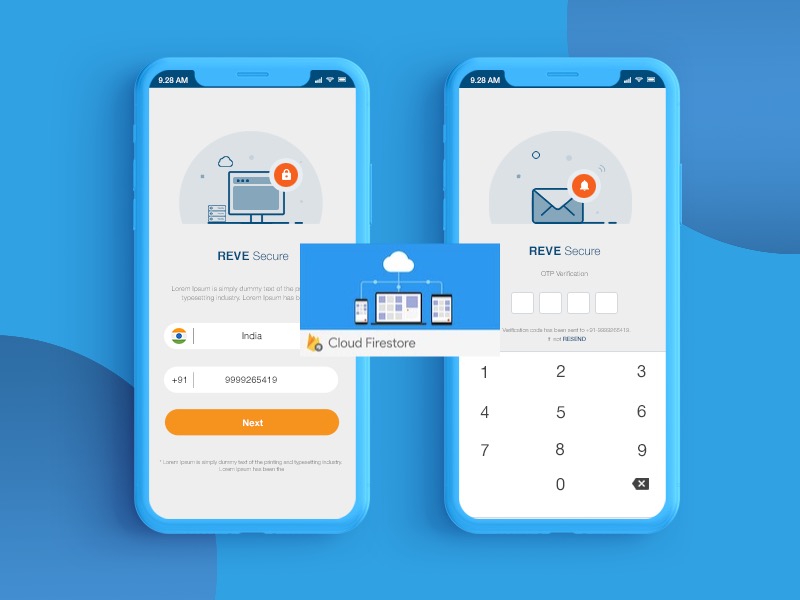 9.28 AM
REVE Secure
Lorem Ipsum is simply dummy text of the
typesetting industry. Lorem Ipsum has
India
+91 9999265419
Next
* Lorem ipsum is simply dummy text of the printing and typesetting industry.
Lorem ipsum has been the
Cloud Firestore
9.28 AM
REVE Secure
OTP Verification
Verification code has been sent to +91-9999265419.
If not RESEND
1 2 3
4 5 6
7 8 9
0